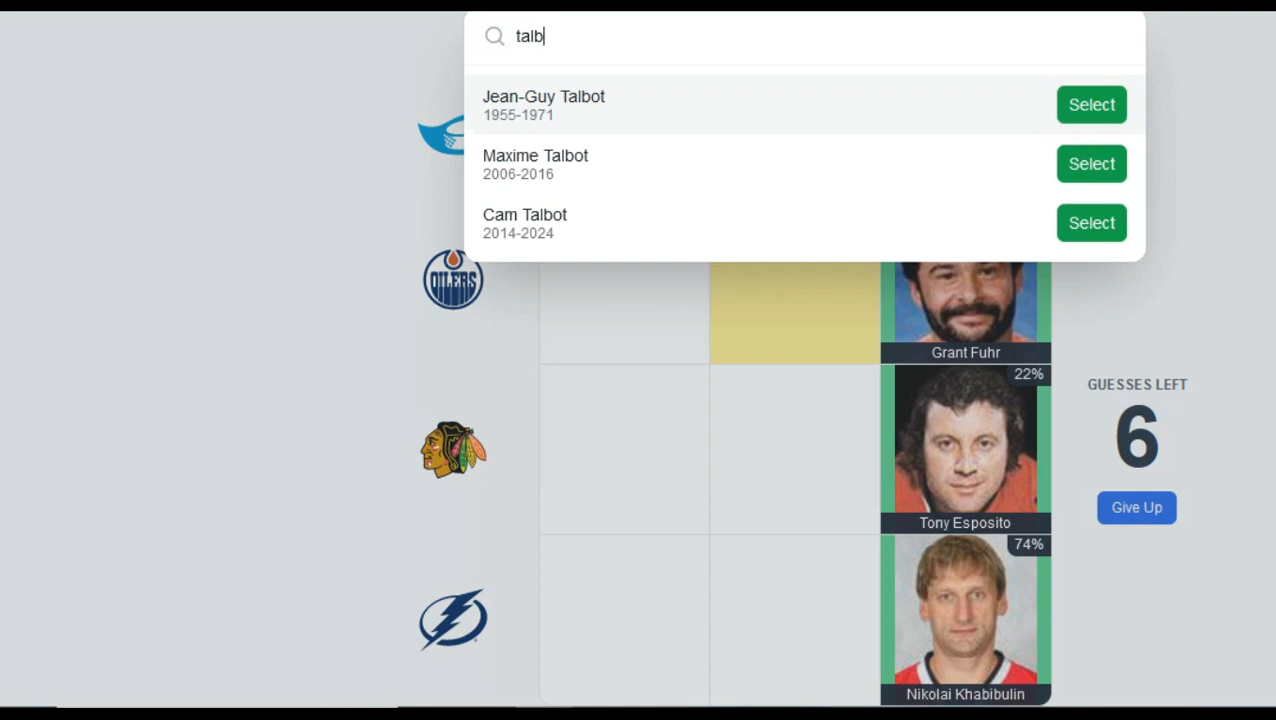 talb
Jean-Guy Talbot
1955-1971
Select
Maxime Talbot
2006-2016
Select
Cam Talbot
2014-2024
Select
OILERS
Grant Fuhr
22%
GUESSES LEFT
6
Give Up
Tony Esposito
74%
Nikolai Khabibulin